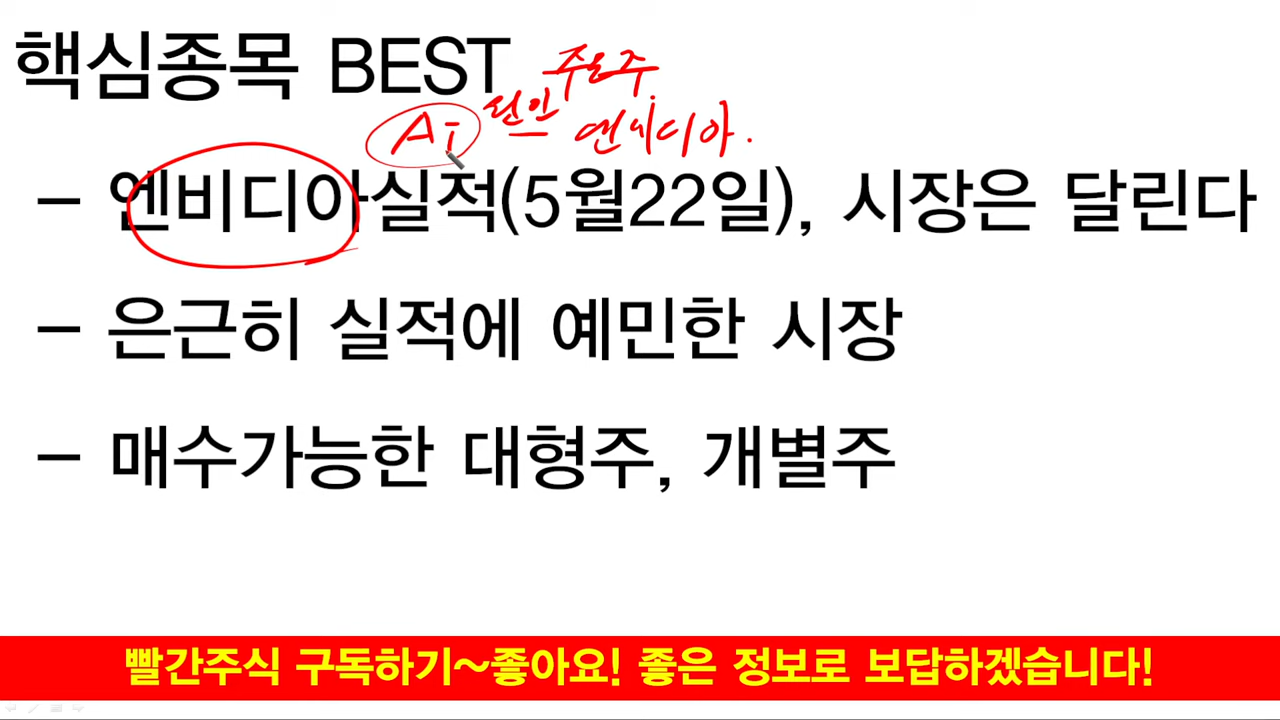 핵심종목 BEST
주도주
Ai
엔비디아.
- 엔비디아실적(5월22일), 시장은 달린다
- 은근히 실적에 예민한 시장
- 매수가능한 대형주, 개별주
빨간주식 구독하기~좋아요! 좋은 정보로 보답하겠습니다!